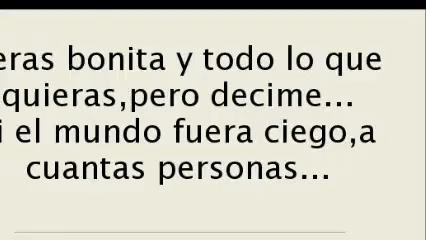 eras bonita y todo lo que
quieras,pero decime...
i el mundo fuera ciego,a
cuantas personas...